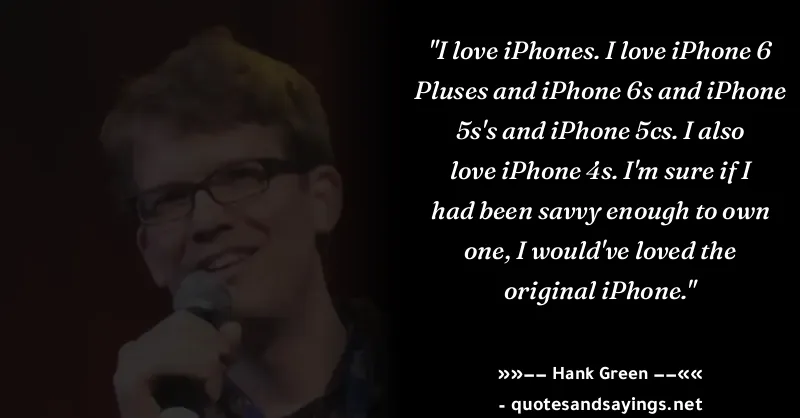 "I love iPhones. I love iPhone 6
Pluses and iPhone 6s and iPhone
5s's and iPhone 5cs. I also
love iPhone 4s. I'm sure if I
had been savvy enough to own
one, I would've loved the
original iPhone."
»»–– Hank Green ––««
- quotesandsayings.net